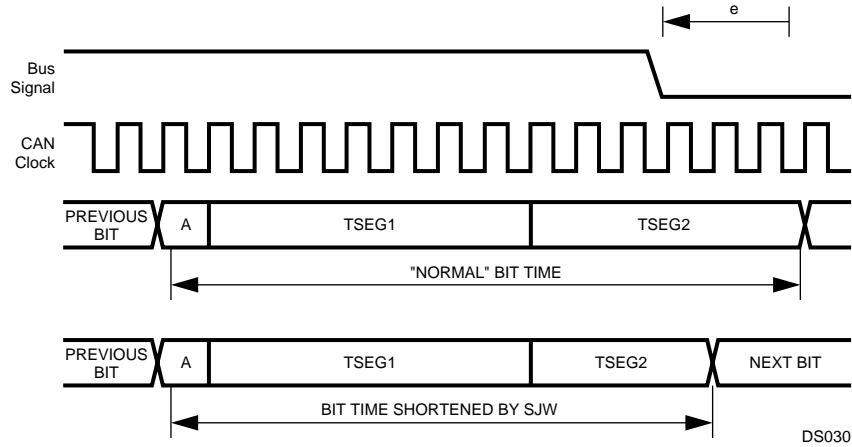 e
Bus
Signal
CAN
Clock
PREVIOUS
BIT
A
TSEG1
TSEG2
"NORMAL" BIT TIME
PREVIOUS
BIT
A
TSEG1
TSEG2
NEXT BIT
BIT TIME SHORTENED BY SJW
DS030